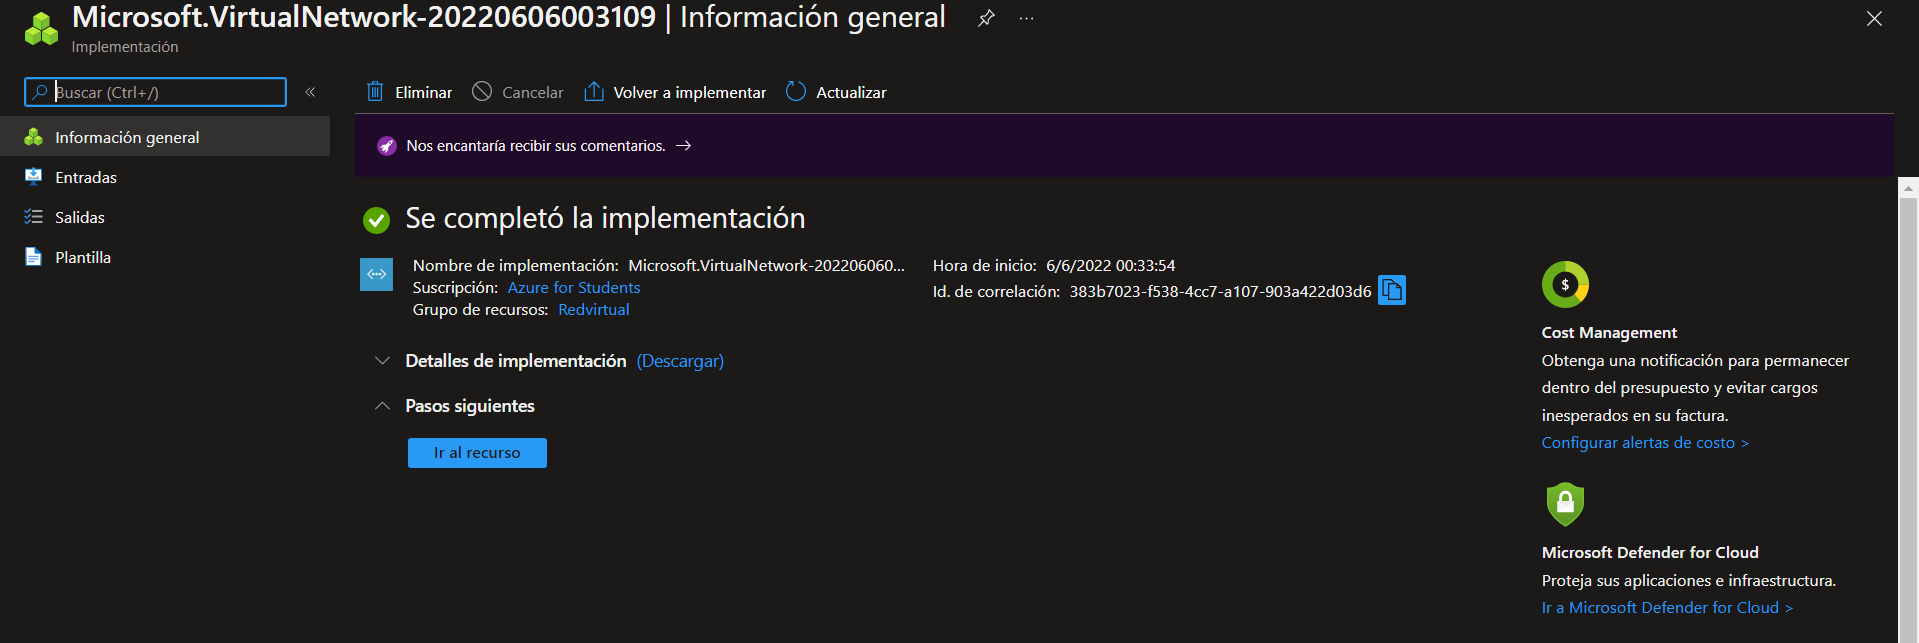 Microsoft.VirtualNetwork-20220606003109 | Información general
Implementación
Buscar (Ctrl+/)
Información general
Entradas
Salidas
Plantilla
Eliminar
Cancelar
Volver a implementar
Actualizar
Nos encantaría recibir sus comentarios.
Se completó la implementación
Nombre de implementación: Microsoft.VirtualNetwork-202206060...
Suscripción: Azure for Students
Grupo de recursos: Redvirtual
Hora de inicio: 6/6/2022 00:33:54
Id. de correlación: 383b7023-f538-4cc7-a107-903a422d03d6
Detalles de implementación (Descargar)
Pasos siguientes
Ir al recurso
$
Cost Management
Obtenga una notificación para permanecer
dentro del presupuesto y evitar cargos
inesperados en su factura.
Configurar alertas de costo >
Microsoft Defender for Cloud
Proteja sus aplicaciones e infraestructura.
Ir a Microsoft Defender for Cloud >